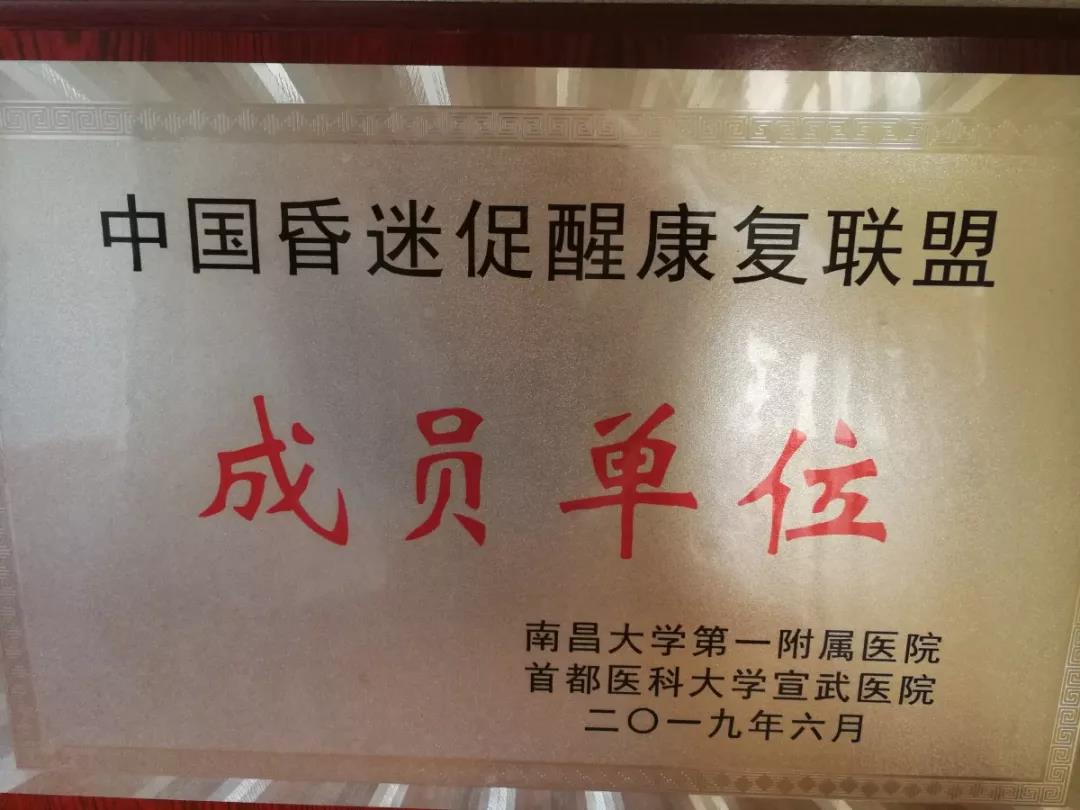 中国昏迷促醒康复联盟
成员单位
南昌大学第一附属医院
首都医科大学宣武医院
二〇一九年六月